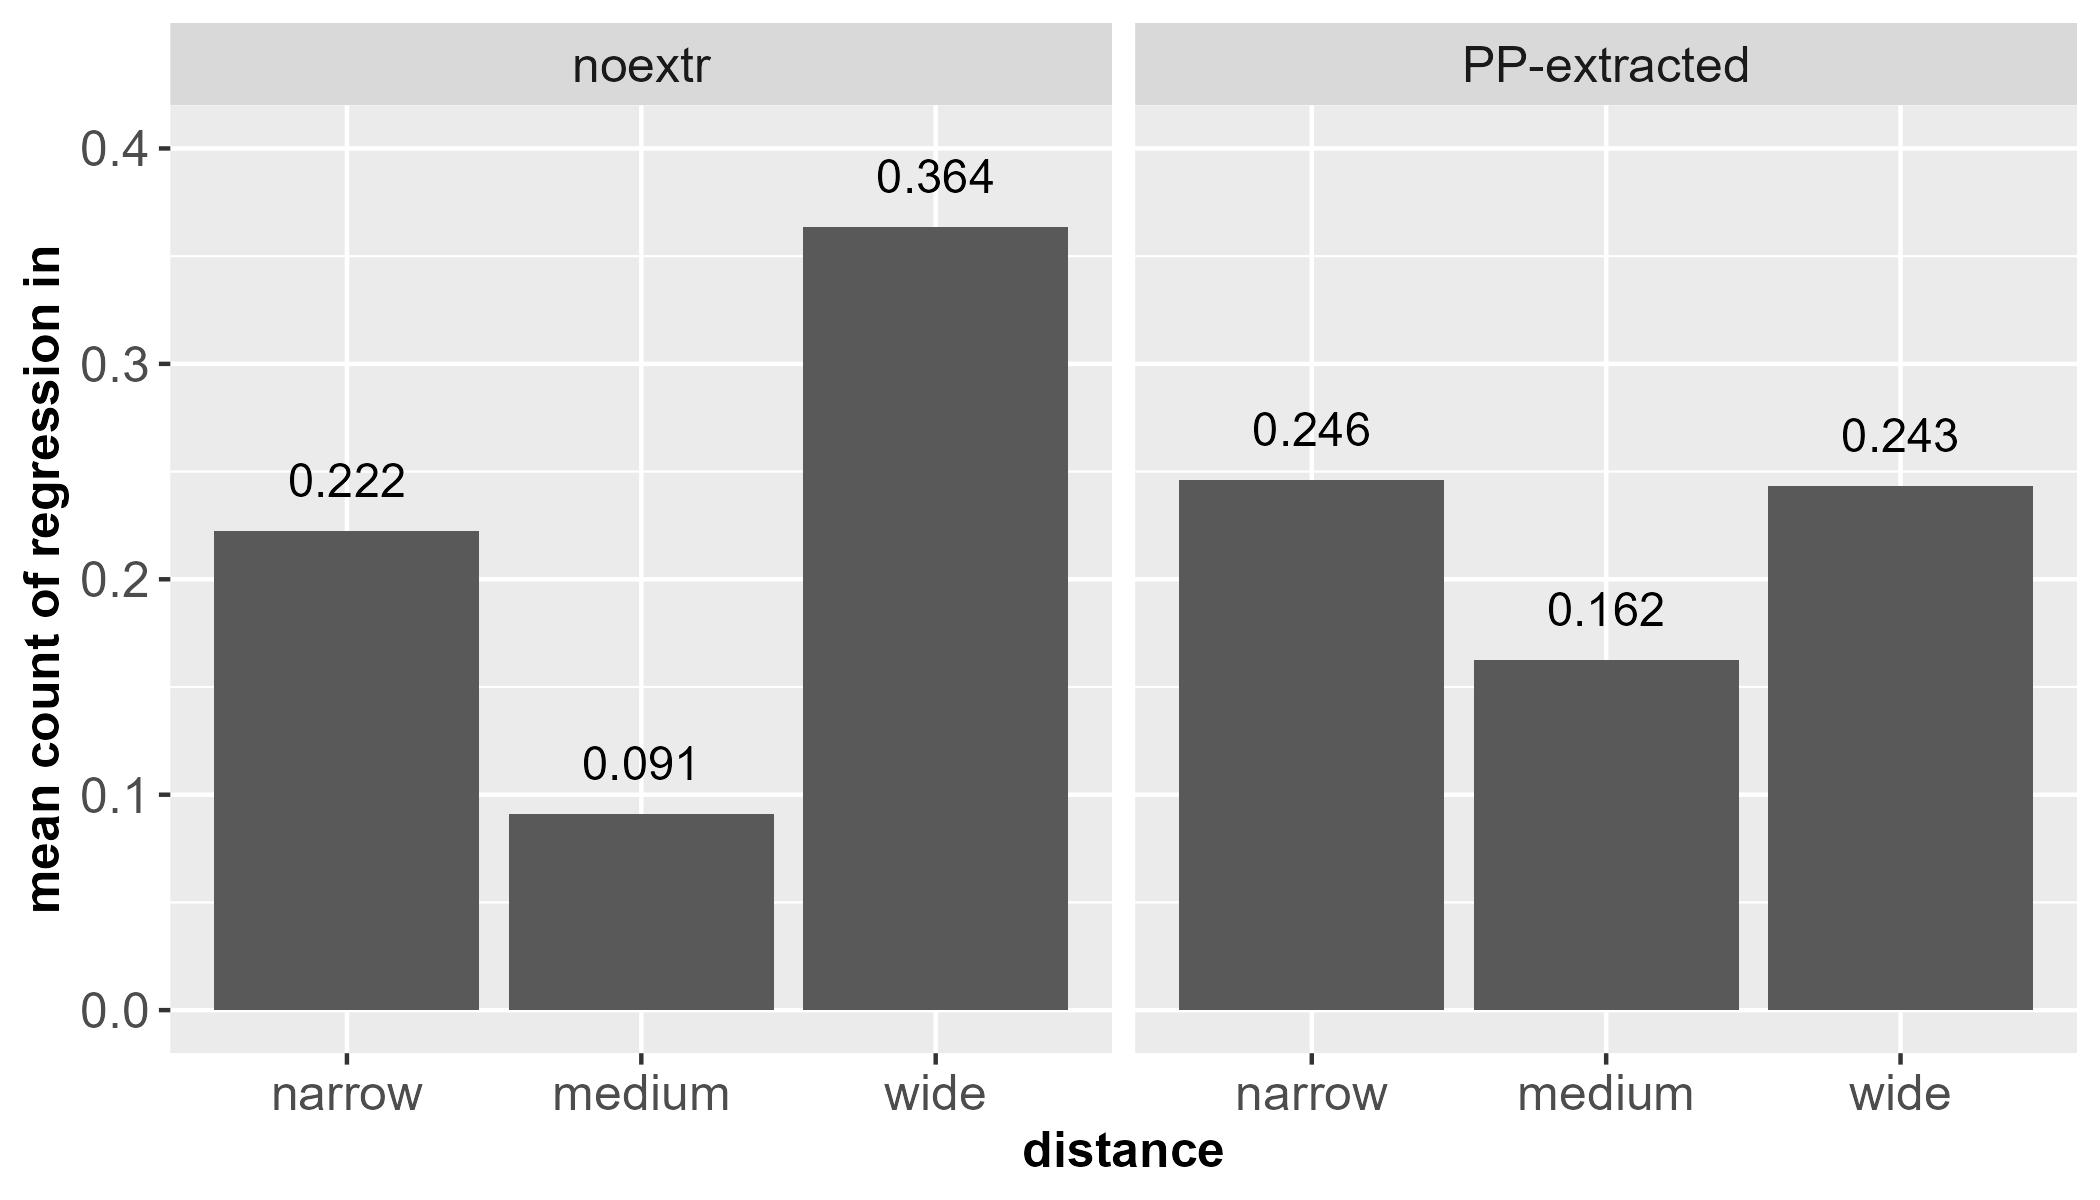 noextr
PP-extracted
mean count of regression in
0.4
0.3
0.2
0.1
0.0
0.222
0.091
0.364
0.246
0.162
0.243
narrow medium wide
narrow medium wide
distance